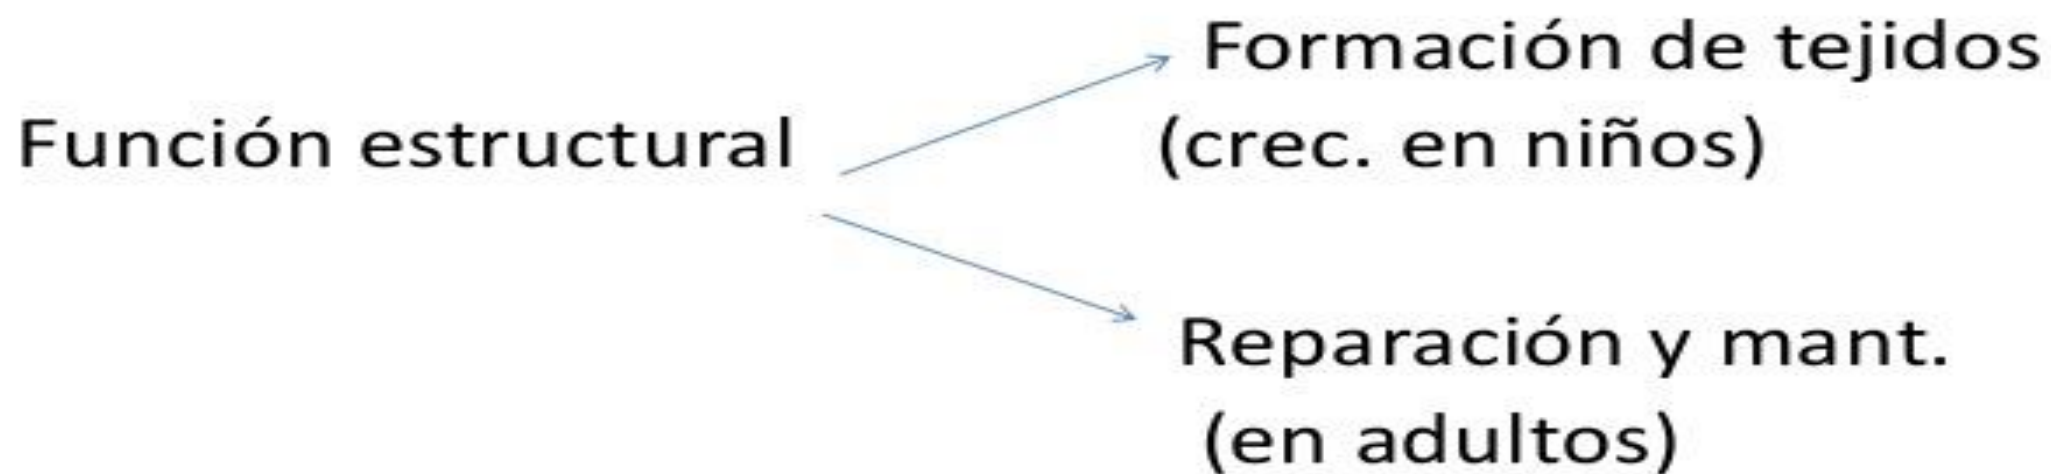 Función estructural
Formación de tejidos
(crec. en niños)
Reparación y mant.
(en adultos)